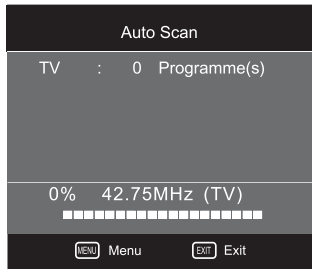 Auto Scan
TV : 0 Programme(s)
0% 42.75MHz (TV)
MENU Menu EXIT Exit